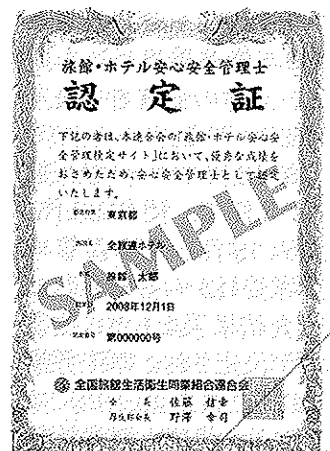 旅館・ホテル安心安全管理士
認定証
下記の者は、本連合会の「旅館・ホテル安心安
全管理検定サイト」において、優秀な成績を
おさめたため、安心安全管理士として認定
いたします。
東京都
全旅連ホテル
旅館 太郎
2008年12月1日
第000000号
SAMPLE
全国旅館生活衛生同業組合連合会
会長 佐藤 信幸